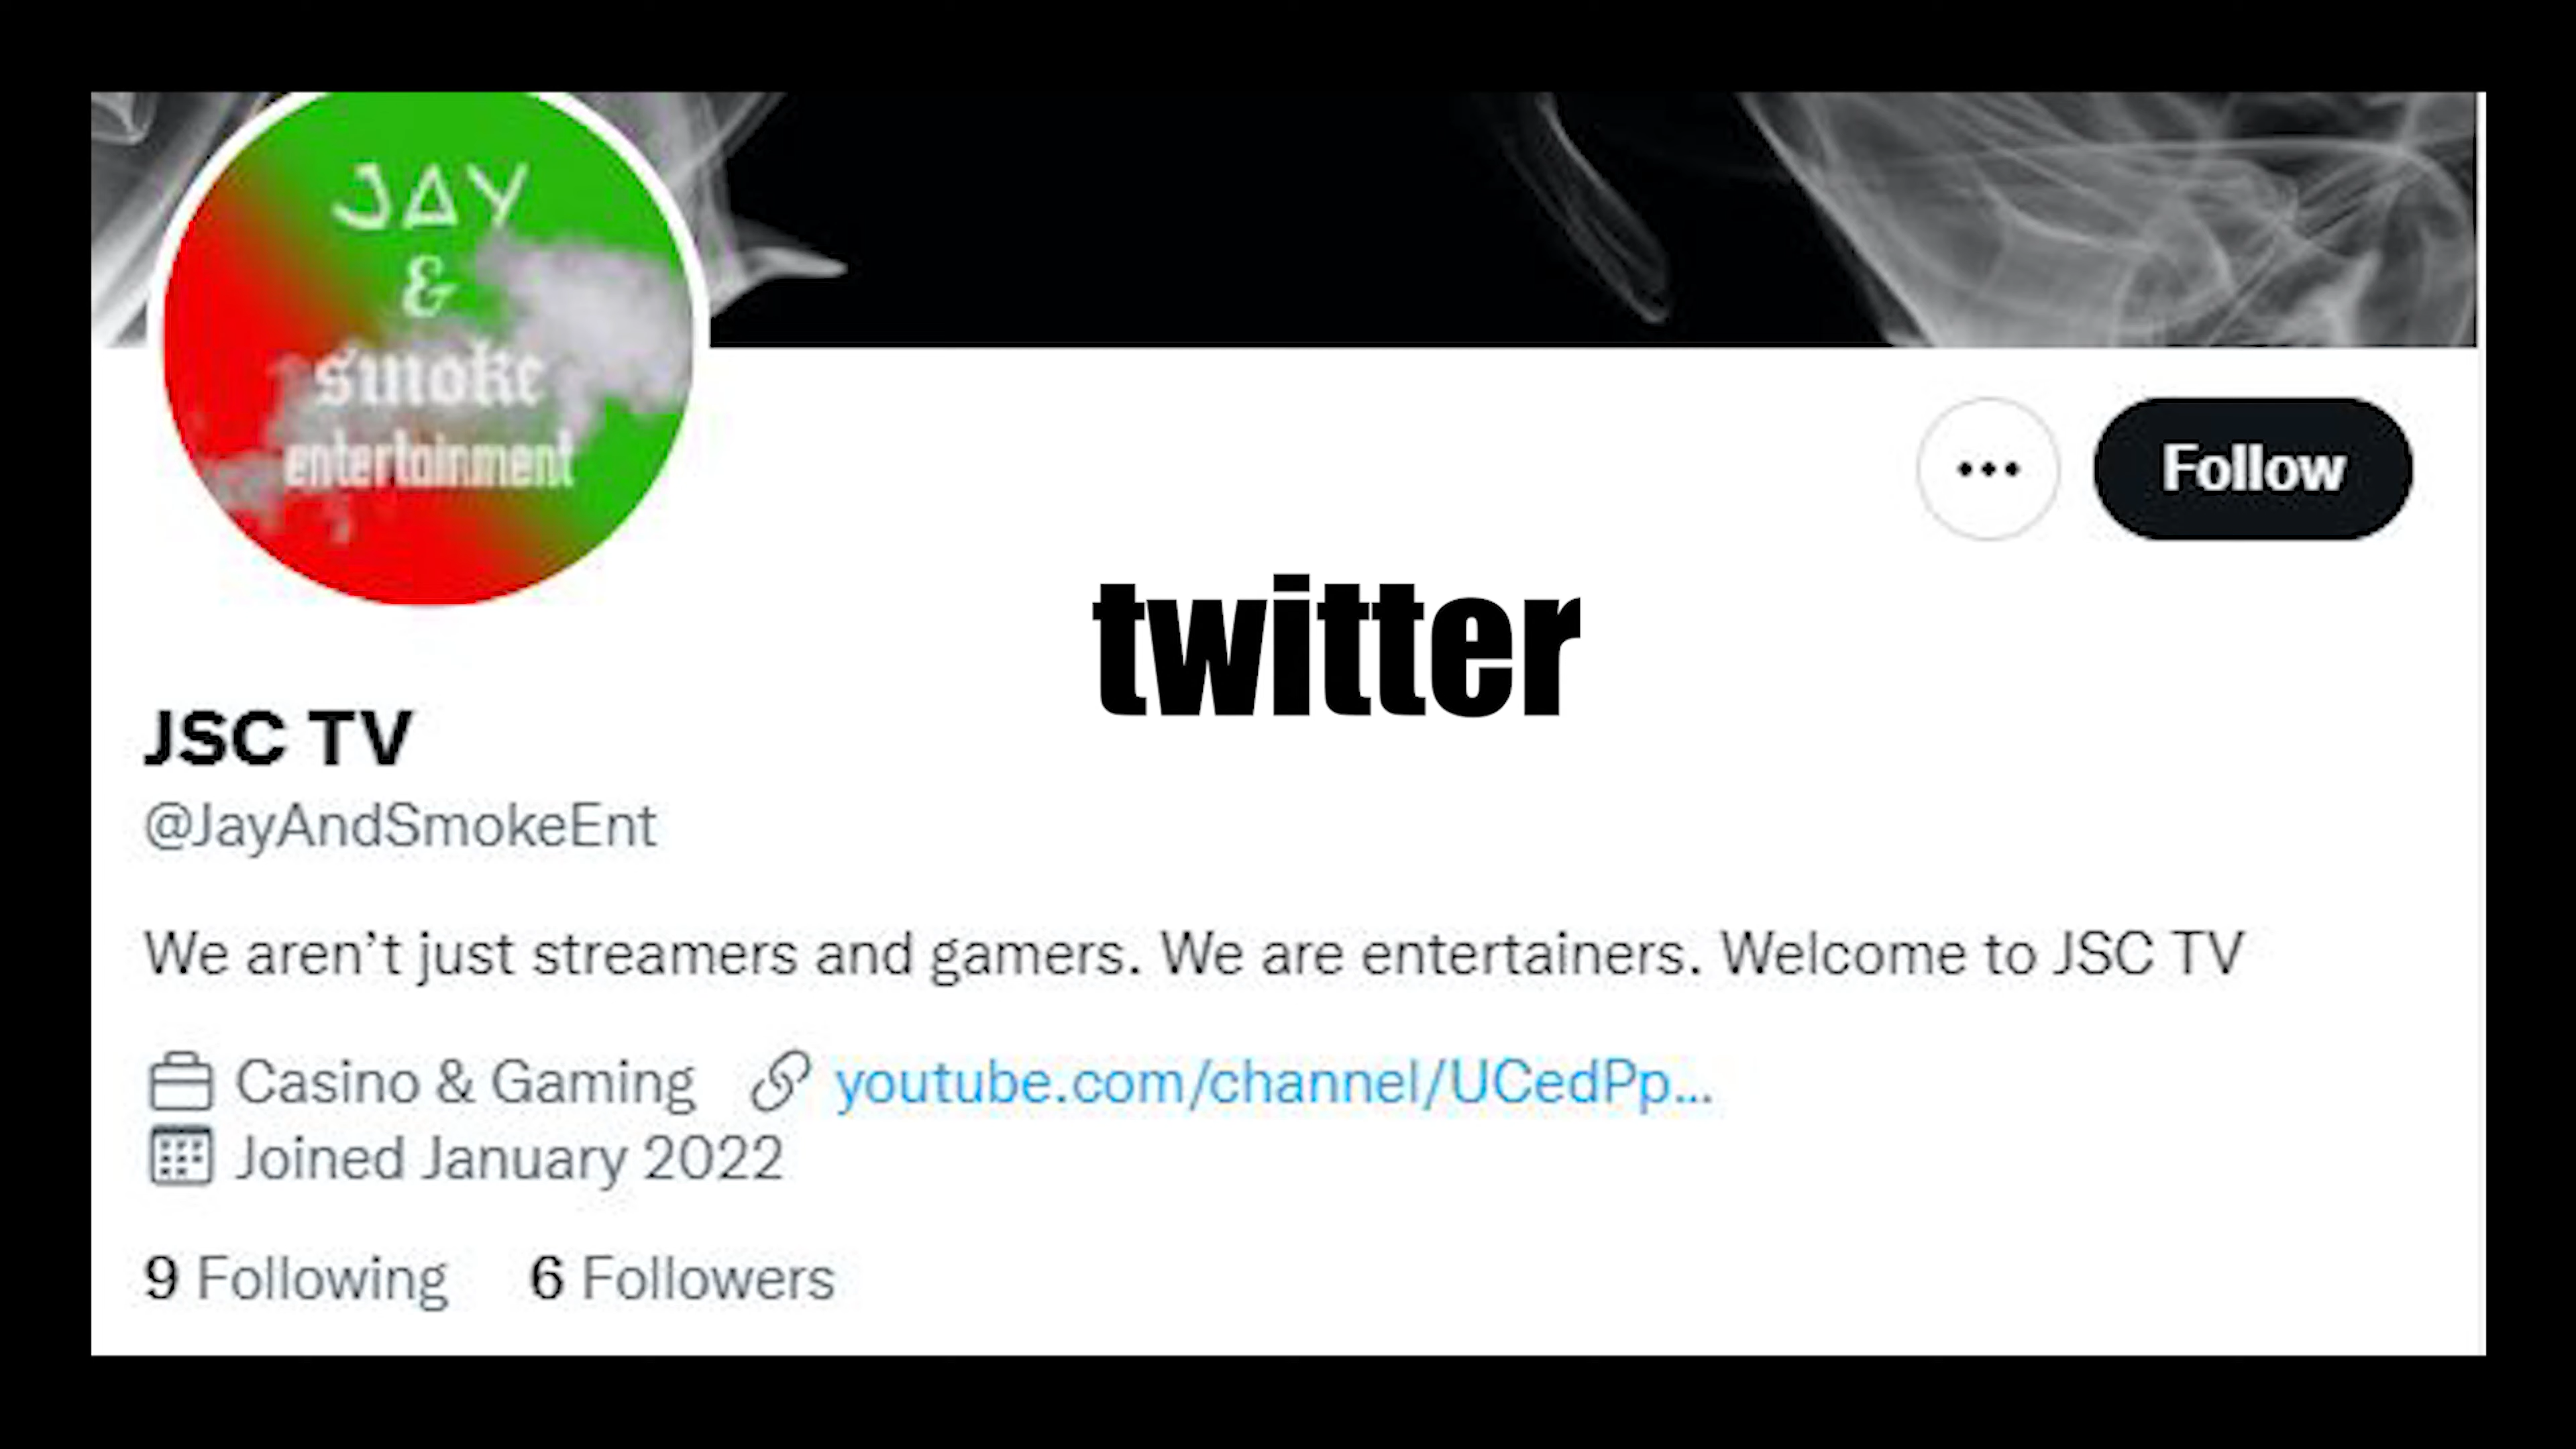 JAY
&
smoke
entertainment
Follow
twitter
JSC TV
@JayAndSmokeEnt
We aren’t just streamers and gamers. We are entertainers. Welcome to JSC TV
Casino & Gaming youtube.com/channel/UCedPp...
Joined January 2022
9 Following 6 Followers